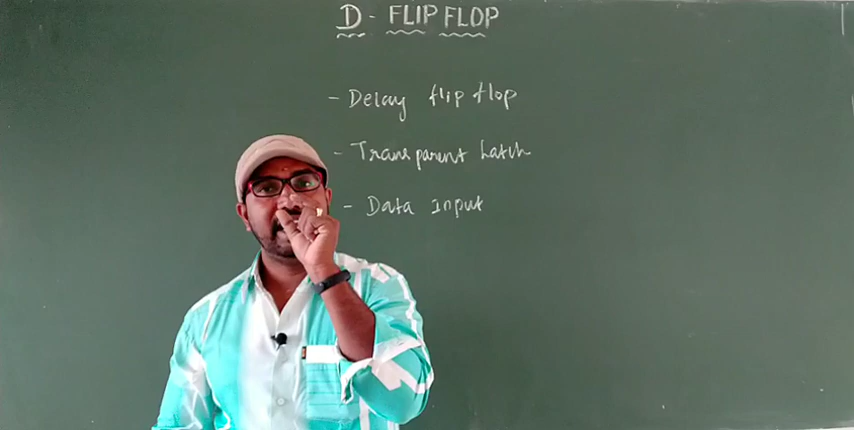 D - FLIP FLOP
- Delay flip flop
- Transparent Latch
- Data Input